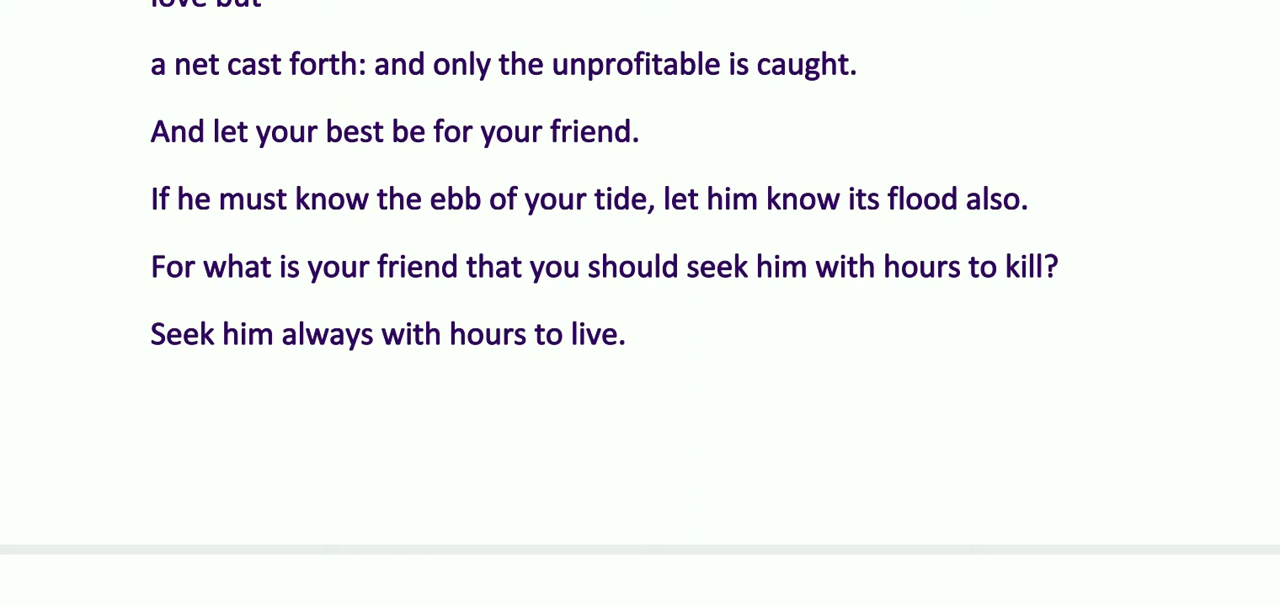 love but
a net cast forth: and only the unprofitable is caught.
And let your best be for your friend.
If he must know the ebb of your tide, let him know its flood also.
For what is your friend that you should seek him with hours to kill?
Seek him always with hours to live.